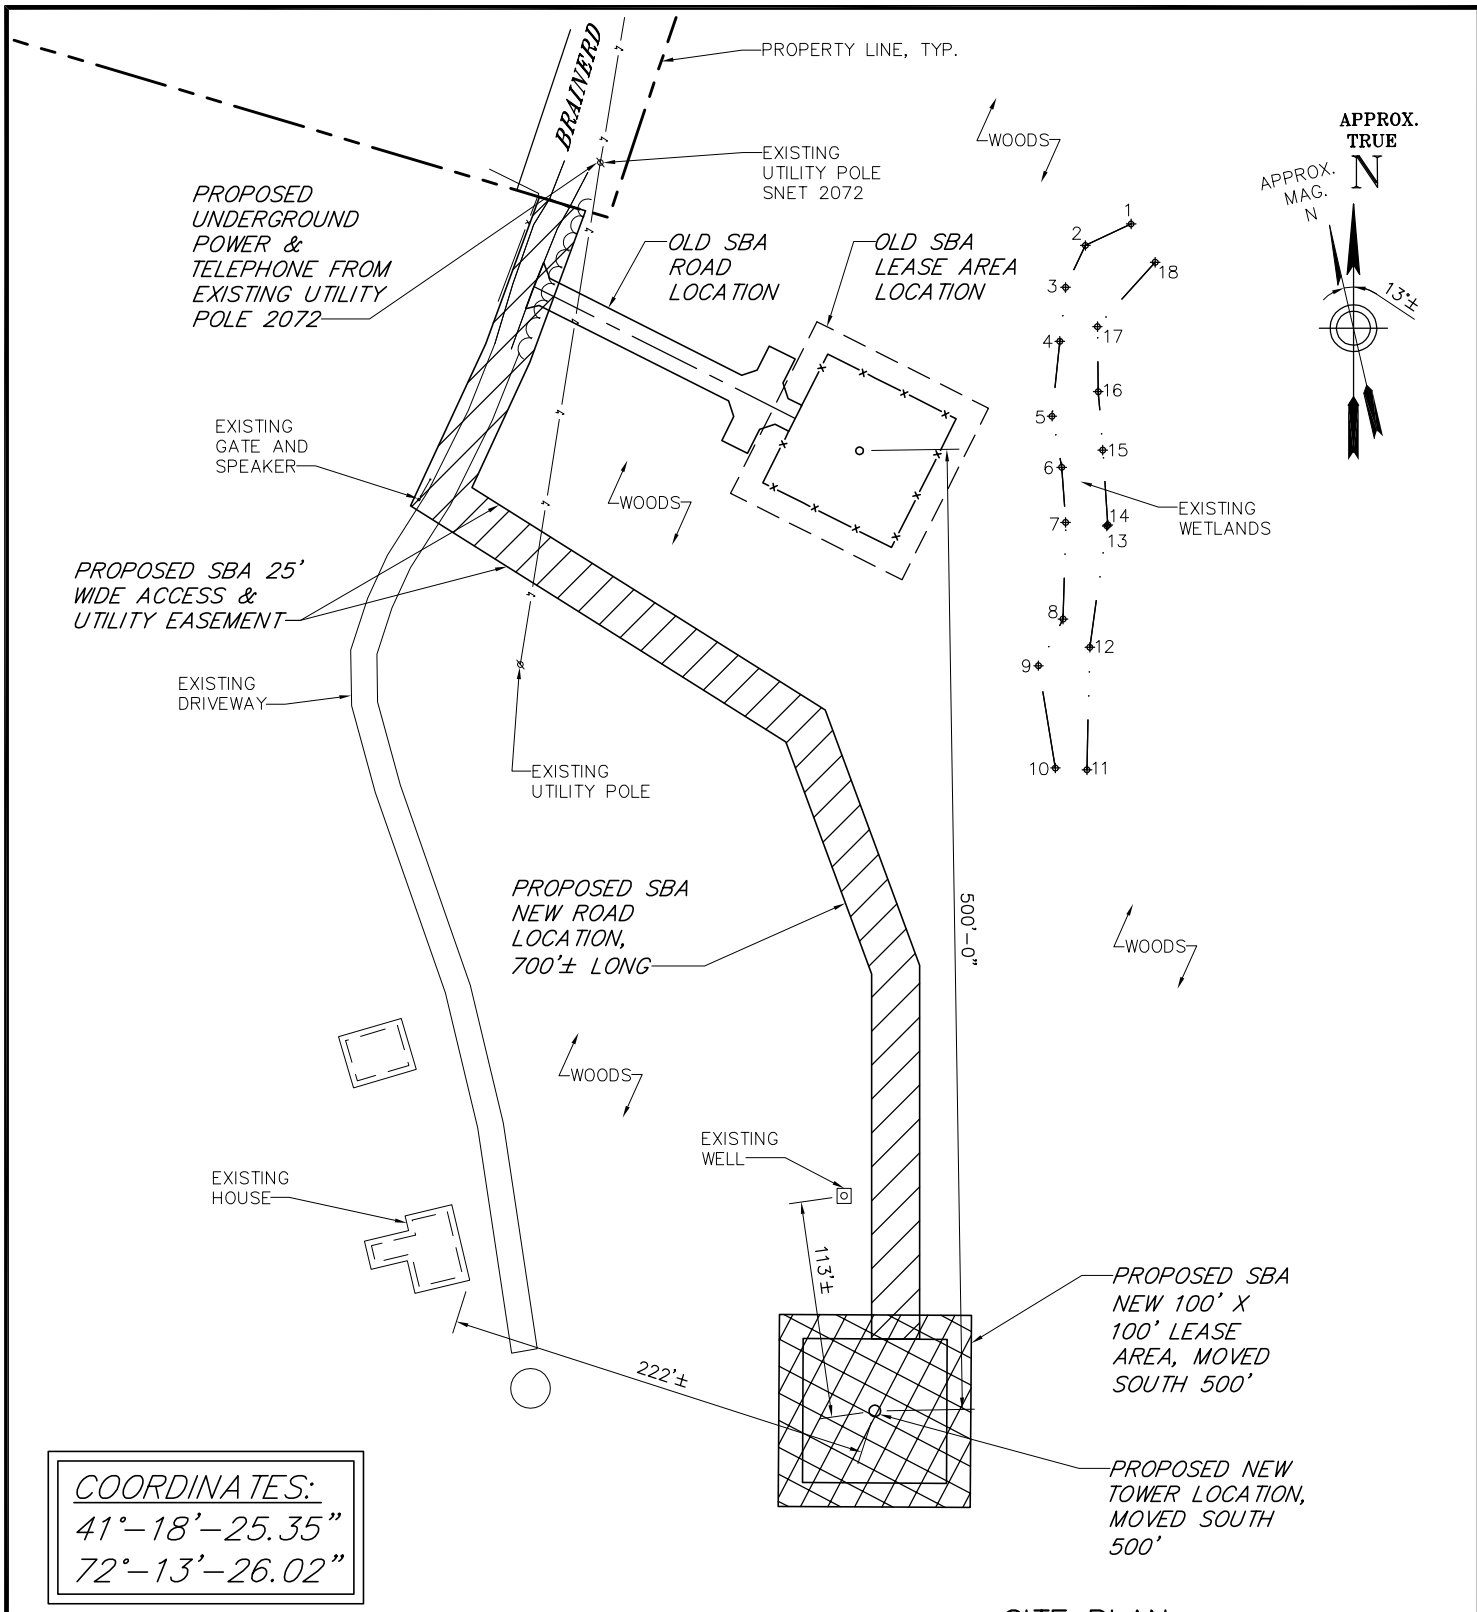 BRAINERD
PROPERTY LINE, TYP.
WOODS
APPROX.
TRUE
N
APPROX.
MAG.
N
13°±
EXISTING
UTILITY POLE
SNET 2072
PROPOSED
UNDERGROUND
POWER &
TELEPHONE FROM
EXISTING UTILITY
POLE 2072
OLD SBA
ROAD
LOCATION
OLD SBA
LEASE AREA
LOCATION
1
2
3
4
5
6
7
8
9
10
11
12
13
14
15
16
17
18
EXISTING
WETLANDS
EXISTING
GATE AND
SPEAKER
WOODS
PROPOSED SBA 25'
WIDE ACCESS &
UTILITY EASEMENT
EXISTING
DRIVEWAY
EXISTING
UTILITY POLE
PROPOSED SBA
NEW ROAD
LOCATION,
700'± LONG
500'-0"
WOODS
WOODS
EXISTING
WELL
EXISTING
HOUSE
113'±
222'±
PROPOSED SBA
NEW 100' X
100' LEASE
AREA, MOVED
SOUTH 500'
PROPOSED NEW
TOWER LOCATION,
MOVED SOUTH
500'
COORDINATES:
41°-18'-25.35"
72°-13'-26.02"
SITE PLAN